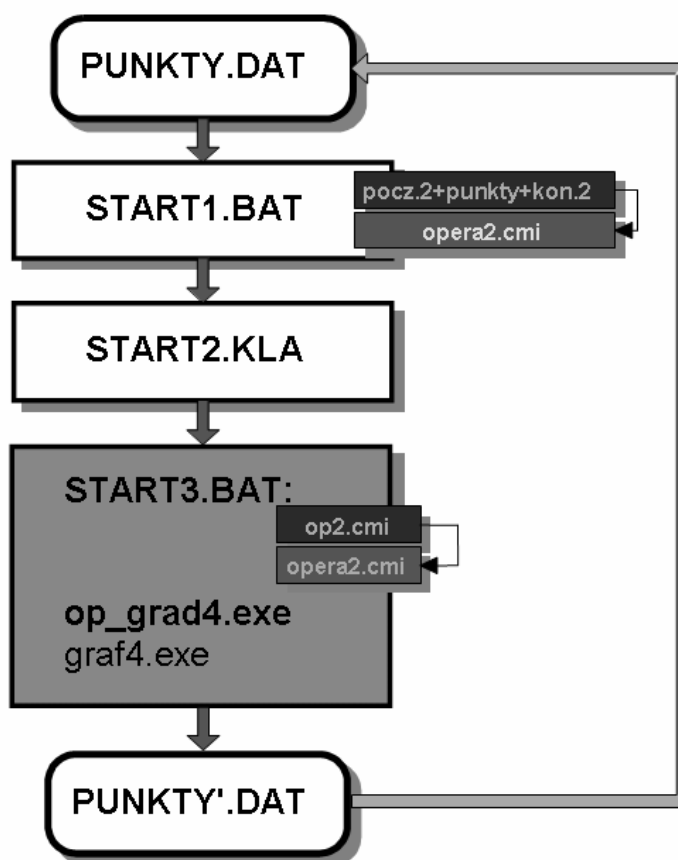 PUNKTY.DAT
START1.BAT
pocz.2+punkty+kon.2
opera2.cmi
START2.KLA
START3.BAT:
op2.cmi
opera2.cmi
op_grad4.exe
graf4.exe
PUNKTY'.DAT